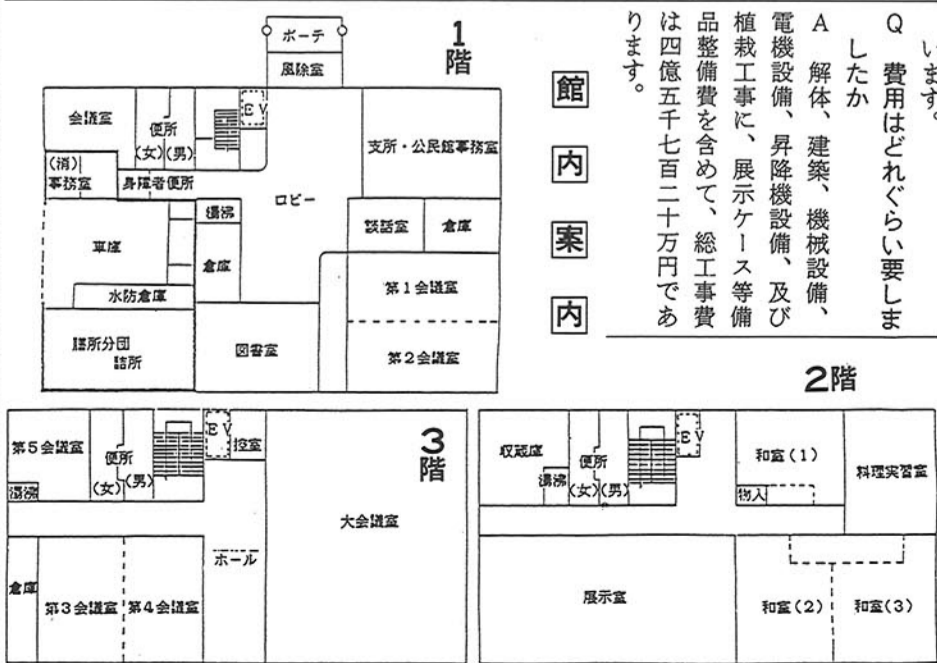 います。
Q　費用はどれぐらい要しま
したか
A　解体、建築、機械設備、
電機設備、昇降機設備、及び
植栽工事に、展示ケース等備
品整備費を含めて、総工事費
は四億五千七百二十万円であ
ります。
館内案内
1階
ポーチ
風除室
会議室
便所
(女)(男)
EV
支所・公民館事務室
(消)
事務室
身障者便所
ロビー
湯沸
談話室
倉庫
車庫
倉庫
第1会議室
水防倉庫
膳所分団
詰所
図書室
第2会議室
2階
収蔵庫
便所
湯沸
(女)(男)
EV
和室(1)
物入
料理実習室
展示室
和室(2)
和室(3)
3階
第5会議室
便所
(女)(男)
EV
控室
湯沸
大会議室
ホール
倉庫
第3会議室
第4会議室